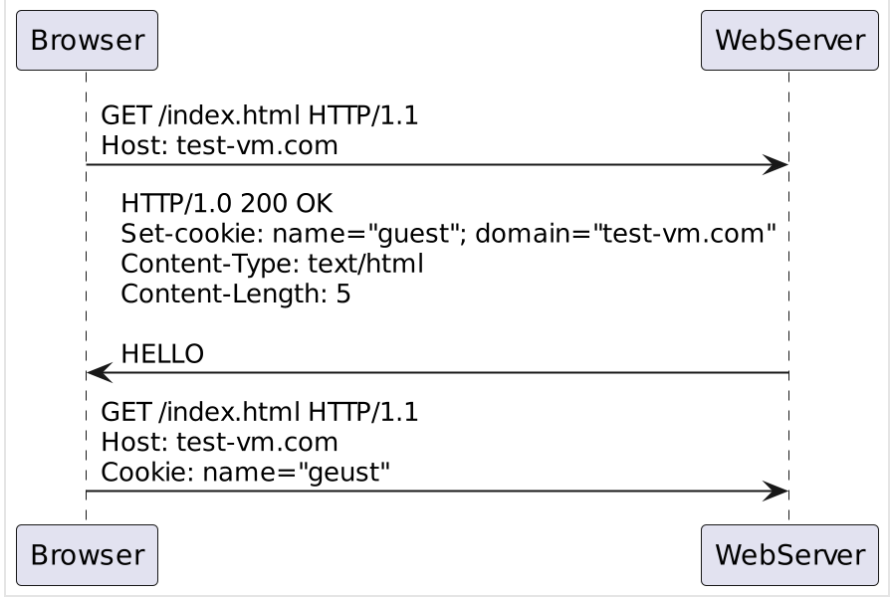 Browser
WebServer
GET /index.html HTTP/1.1
Host: test-vm.com
HTTP/1.0 200 OK
Set-cookie: name="guest"; domain="test-vm.com"
Content-Type: text/html
Content-Length: 5
HELLO
GET /index.html HTTP/1.1
Host: test-vm.com
Cookie: name="geust"
Browser
WebServer